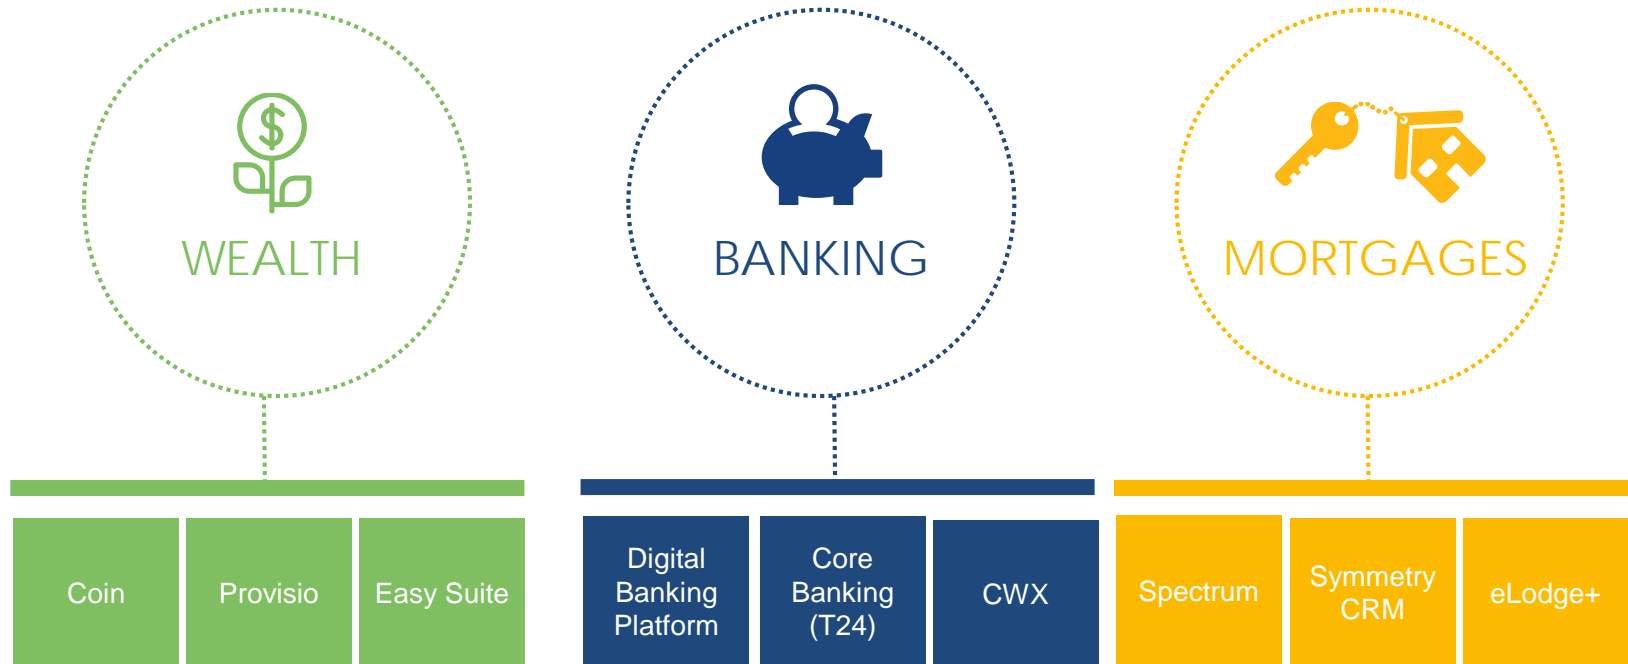 $
WEALTH
BANKING
MORTGAGES
Coin
Provisio
Easy Suite
Digital
Banking
Platform
Core
Banking
(T24)
CWX
Spectrum
Symmetry
CRM
eLodge+